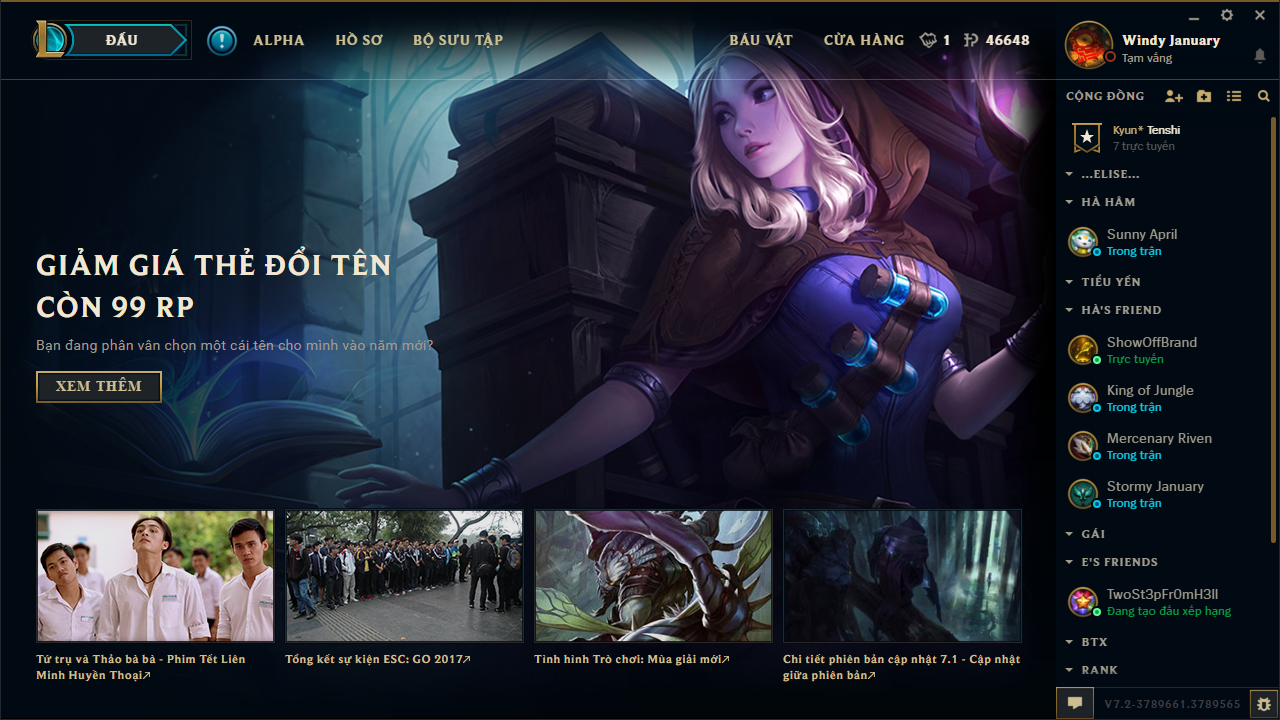 ĐẤU
!
ALPHA
HỒ SƠ
BỘ SƯU TẬP
BÁU VẬT
CỬA HÀNG
1
46648
Windy January
Tạm vắng
CỘNG ĐỒNG
Kyun* Tenshi
7 trực tuyến
...ELISE...
HÀ HÂM
Sunny April
Trong trận
TIỂU YẾN
HÀ'S FRIEND
ShowOffBrand
Trực tuyến
King of Jungle
Trong trận
Mercenary Riven
Trong trận
Stormy January
Trong trận
GÁI
E'S FRIENDS
TwoSt3pFr0mH3ll
Đang tạo đấu xếp hạng
BTX
RANK
V7.2-3789661.3789565
GIẢM GIÁ THẺ ĐỔI TÊN
CÒN 99 RP
Bạn đang phân vân chọn một cái tên cho mình vào năm mới?
XEM THÊM
Tứ trụ và Thảo bà bà - Phim Tết Liên
Minh Huyền Thoại↗
Tổng kết sự kiện ESC: GO 2017↗
Tình hình Trò chơi: Mùa giải mới↗
Chi tiết phiên bản cập nhật 7.1 - Cập nhật
giữa phiên bản↗